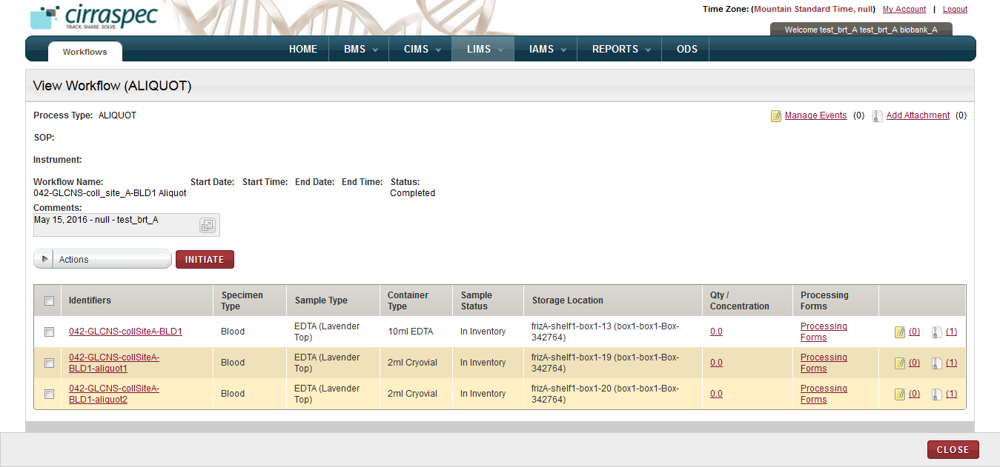 cirraspec
TRACK. SHARE. SOLVE.
Time Zone: (Mountain Standard Time, null) My Account | Logout
Welcome test_brt_A test_brt_A biobank_A
Workflows
HOME BMS CIMS LIMS IAMS REPORTS ODS
View Workflow (ALIQUOT)
Process Type: ALIQUOT
Manage Events (0) Add Attachment (0)
SOP:
Instrument:
Workflow Name: Start Date: Start Time: End Date: End Time: Status:
042-GLCNS-coll_site_A-BLD1 Aliquot Completed
Comments:
May 15, 2016 - null - test_brt_A
Actions INITIATE
Identifiers
Specimen
Type
Sample Type
Container
Type
Sample
Status
Storage Location
Qty /
Concentration
Processing
Forms
042-GLCNS-collSiteA-BLD1
Blood
EDTA (Lavender
Top)
10ml EDTA
In Inventory
frizA-shelf1-box1-13 (box1-box1-Box-
342764)
0.0
Processing
Forms
(0) (1)
042-GLCNS-collSiteA-
BLD1-aliquot1
Blood
EDTA (Lavender
Top)
2ml Cryovial
In Inventory
frizA-shelf1-box1-19 (box1-box1-Box-
342764)
0.0
Processing
Forms
(0) (1)
042-GLCNS-collSiteA-
BLD1-aliquot2
Blood
EDTA (Lavender
Top)
2ml Cryovial
In Inventory
frizA-shelf1-box1-20 (box1-box1-Box-
342764)
0.0
Processing
Forms
(0) (1)
CLOSE